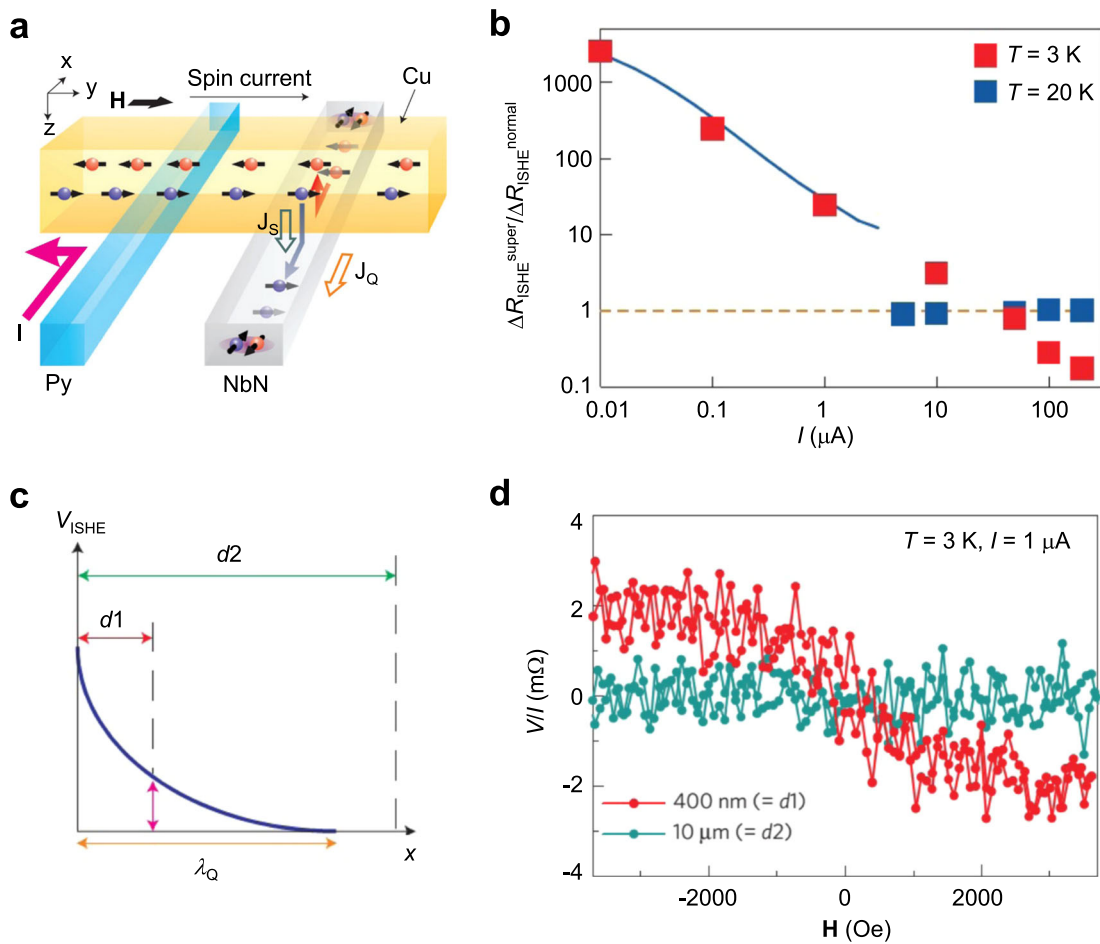 a
x
y
z
H
Spin current
Cu
J_S
J_Q
I
Py
NbN
b
ΔR_ISHE^super/ΔR_ISHE^normal
1000
100
10
1
0.1
T = 3 K
T = 20 K
0.01 0.1 1 10 100
I (μA)
c
V_ISHE
d2
d1
x
λ_Q
d
V/I (mΩ)
4
2
0
-2
-4
T = 3 K, I = 1 μA
400 nm (= d1)
10 μm (= d2)
-2000 0 2000
H (Oe)